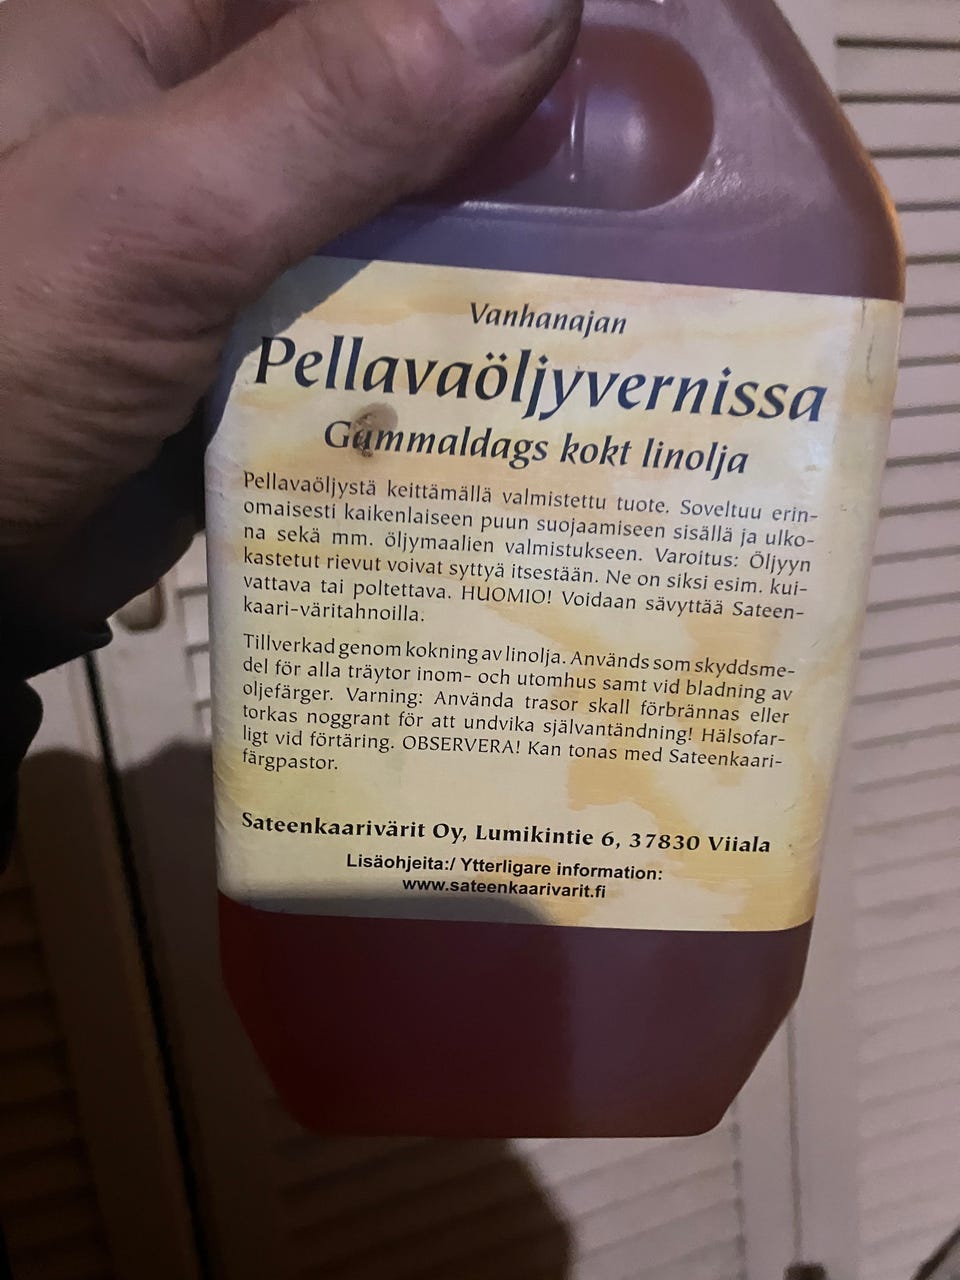 Vanhanajan
Pellavaöljyvernissa
Gammaldags kokt linolja
Pellavaöljystä keittämällä valmistettu tuote. Soveltuu erin-
omaisesti kaikenlaiseen puun suojaamiseen sisällä ja ulko-
na sekä mm. öljymaalien valmistukseen. Varoitus: Öljyyn
kastetut rievut voivat syttyä itsestään. Ne on siksi esim. kui-
vattava tai poltettava. HUOMIO! Voidaan sävyttää Sateen-
kaari-väritahnoilla.
Tillverkad genom kokning av linolja. Används som skyddsme-
del för alla träytor inom- och utomhus samt vid bladning av
oljefärger. Varning: Använda trasor skall förbrännas eller
torkas noggrant för att undvika självantändning! Hälsofar-
ligt vid förtäring. OBSERVERA! Kan tonas med Sateenkaari-
färgpastor.
Sateenkaarivärit Oy, Lumikintie 6, 37830 Viiala
Lisäohjeita:/ Ytterligare information:
www.sateenkaarivarit.fi